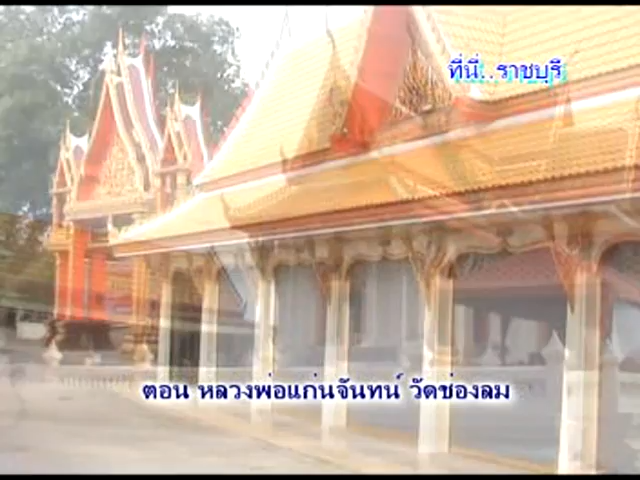 ที่นี่..ราชบุรี
ตอน หลวงพ่อแก่นจันทน์ วัดช่องลม